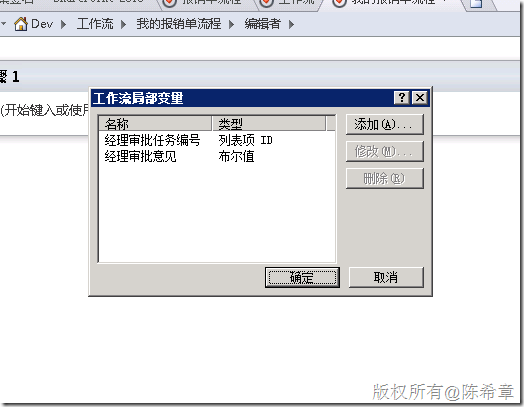 Dev 工作流 我的报销单流程 编辑者
骤 1
(开始键入或使用
工作流局部变量
名称 类型
经理审批任务编号 列表项 ID
经理审批意见 布尔值
添加(A)...
修改(M)...
删除(R)
确定 取消
版权所有@陈希章